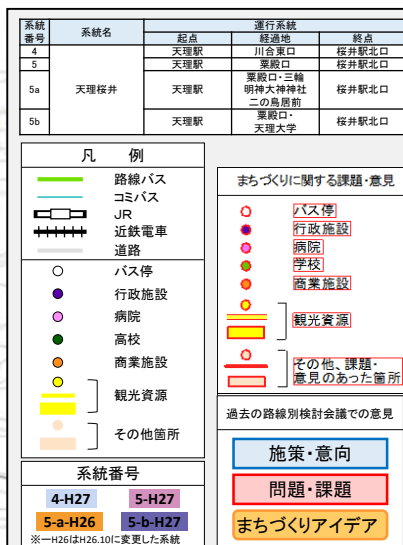 系統番号 系統名 運行系統
起点 経過地 終点
4 天理桜井 天理駅 川合東口 桜井駅北口
5 天理駅 粟殿口 桜井駅北口
5a 天理駅 粟殿口・三輪明神大神神社二の鳥居前 桜井駅北口
5b 天理駅 粟殿口・天理大学 桜井駅北口
凡 例
路線バス
コミバス
JR
近鉄電車
道路
バス停
行政施設
病院
高校
商業施設
観光資源
その他箇所
系統番号
4-H27 5-H27
5-a-H26 5-b-H27
※－H26はH26.10に変更した系統
まちづくりに関する課題・意見
バス停
行政施設
病院
学校
商業施設
観光資源
その他、課題・
意見のあった箇所
過去の路線別検討会議での意見
施策・意向
問題・課題
まちづくりアイデア